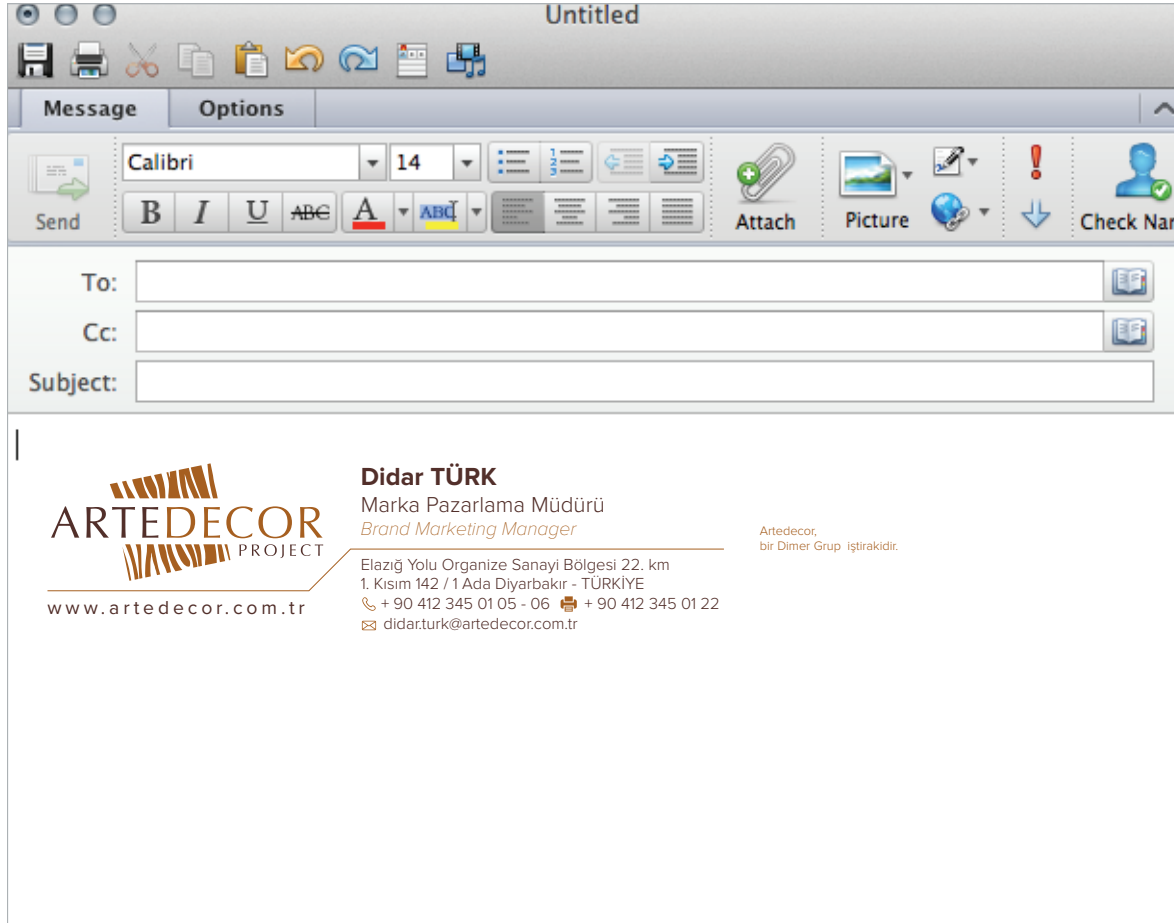 Untitled
Message Options
Calibri 14
Send
B I U ABC A ABC
Attach
Picture
To:
Cc:
Subject:
ARTEDECOR
PROJECT
www.artedecor.com.tr
Didar TÜRK
Marka Pazarlama Müdürü
Brand Marketing Manager
Elazığ Yolu Organize Sanayi Bölgesi 22. km
1. Kısım 142 / 1 Ada Diyarbakır - TÜRKİYE
+ 90 412 345 01 05 - 06 + 90 412 345 01 22
didar.turk@artedecor.com.tr
Artedecor,
bir Dimer Grup iştirakidir.